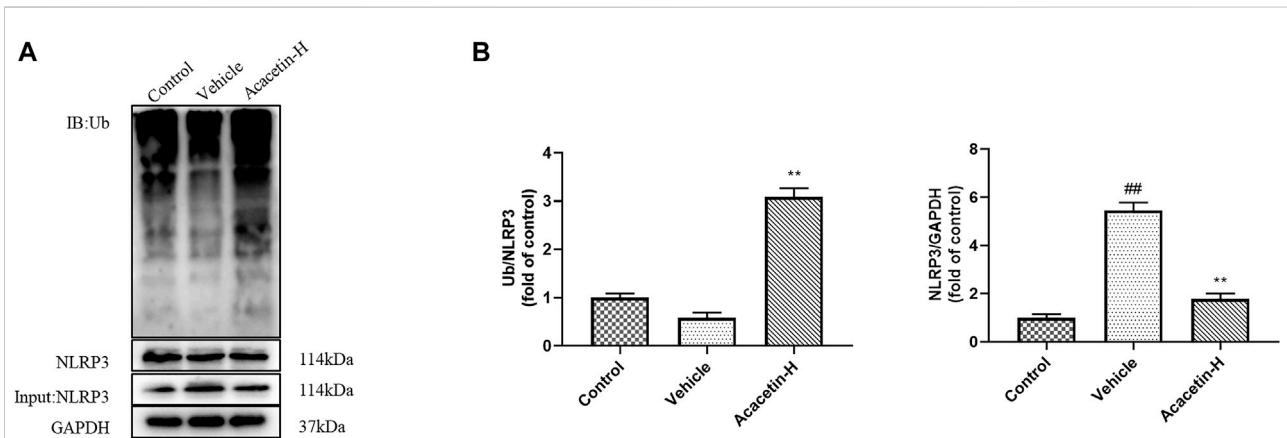 A
Control
Vehicle
Acacetin-H
IB:Ub
NLRP3
114kDa
Input:NLRP3
114kDa
GAPDH
37kDa
B
Ub/NLRP3
(fold of control)
4
3
2
1
0
**
Control
Vehicle
Acacetin-H
NLRP3/GAPDH
(fold of control)
8
6
4
2
0
##
**
Control
Vehicle
Acacetin-H